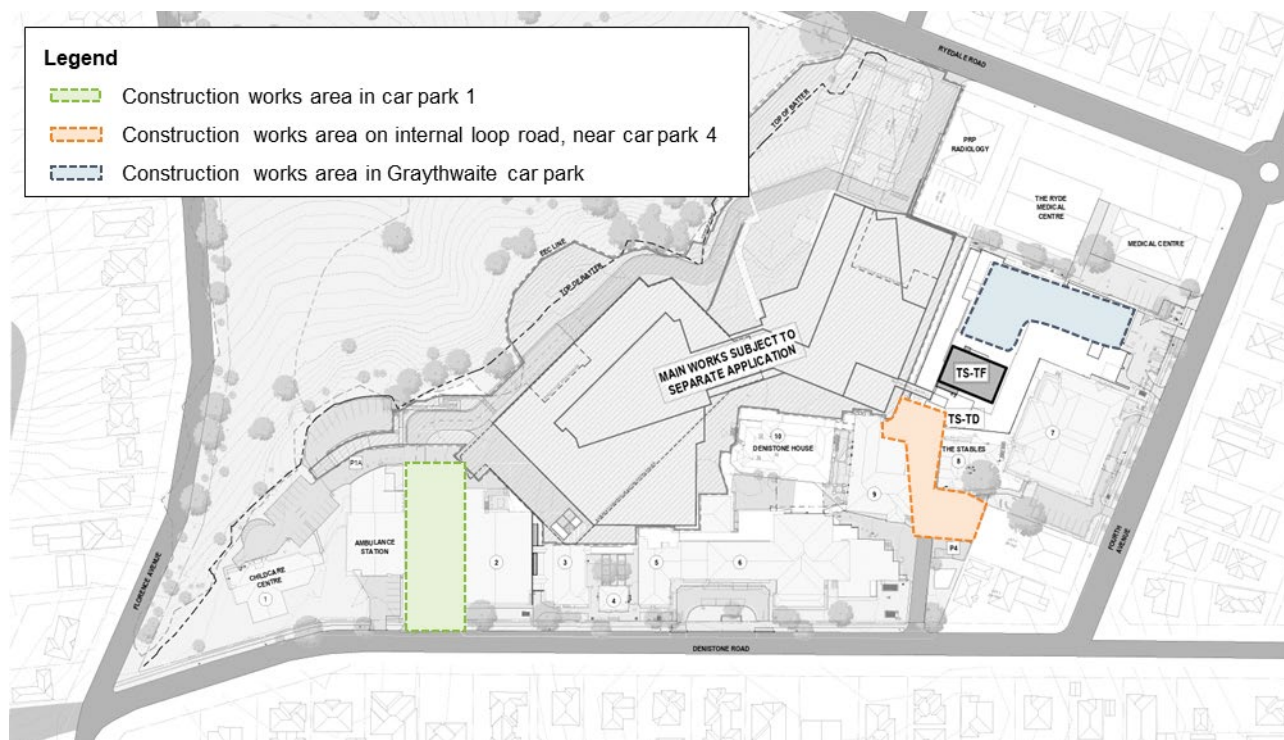 Legend
Construction works area in car park 1
Construction works area on internal loop road, near car park 4
Construction works area in Graythwaite car park
RYEDALE ROAD
TOP OF BATTER
PRP
RADIOLOGY
THE RYDE
MEDICAL
CENTRE
MEDICAL CENTRE
EEC LINE
TOP OF BATTER
MAIN WORKS SUBJECT TO
SEPARATE APPLICATION
TS-TF
TS-TD
7
10
DENISTONE HOUSE
THE STABLES
8
9
P1A
AMBULANCE
STATION
2
3
4
5
6
P4
CHILDCARE
CENTRE
1
FLORENCE AVENUE
FOURTH AVENUE
DENISTONE ROAD